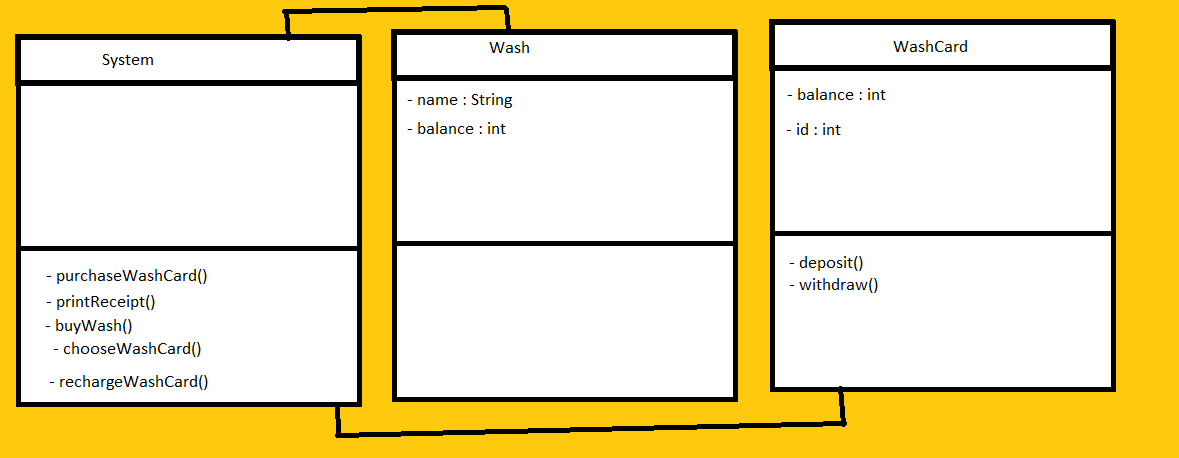 System
- purchaseWashCard()
- printReceipt()
- buyWash()
- chooseWashCard()
- rechargeWashCard()
Wash
- name : String
- balance : int
WashCard
- balance : int
- id : int
- deposit()
- withdraw()